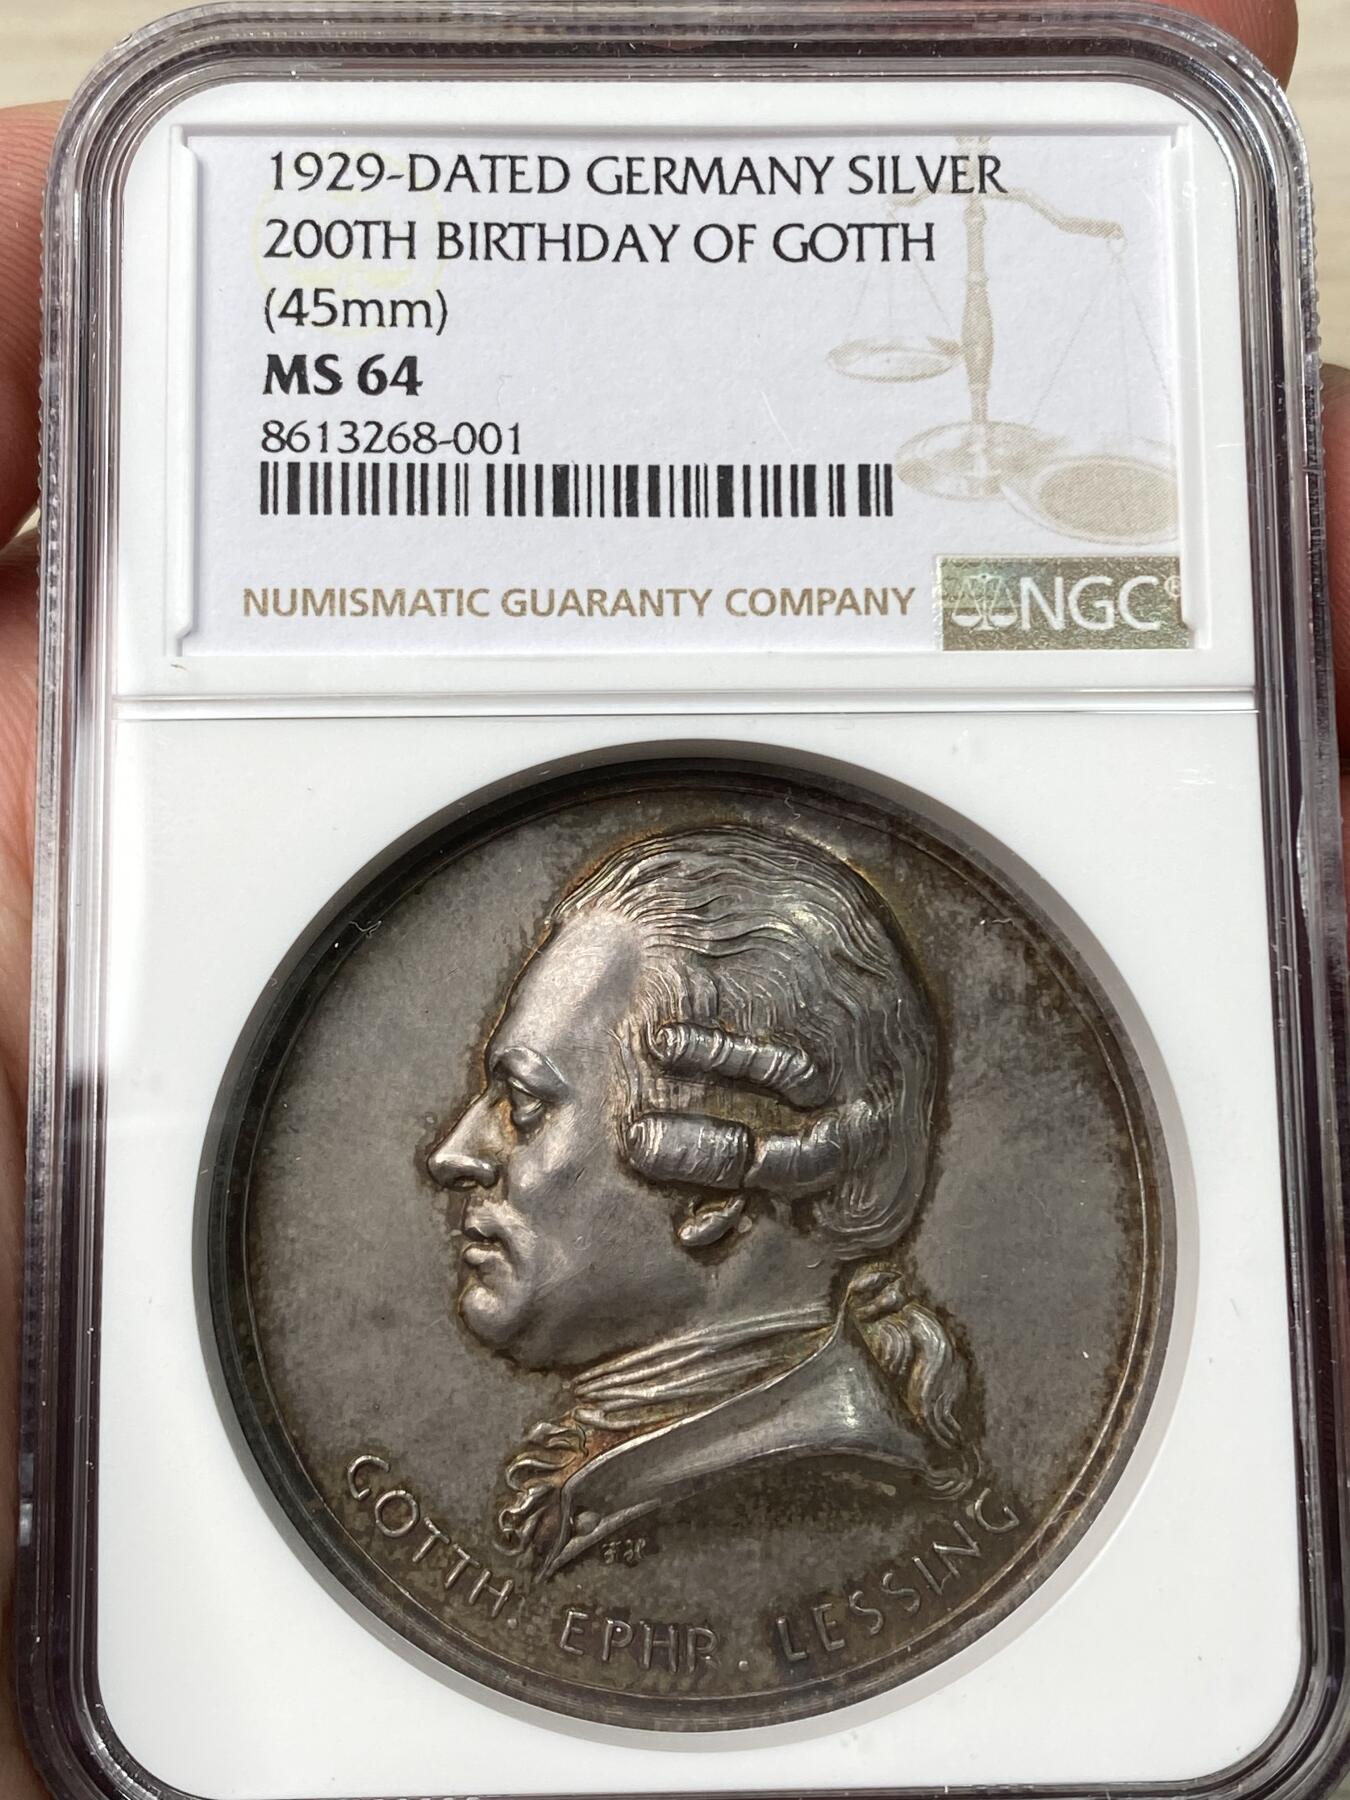 1929-DATED GERMANY SILVER
200TH BIRTHDAY OF GOTTH
(45mm)
MS 64
8613268-001
NUMISMATIC GUARANTY COMPANY
NGC®
FH
GOTTH. EPHR. LESSING